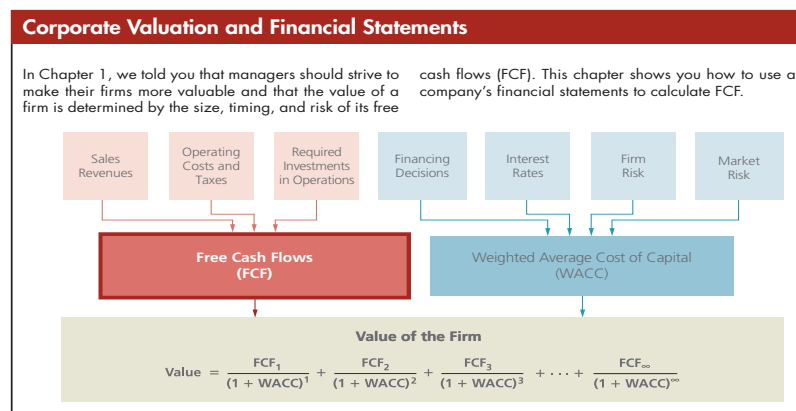 Corporate Valuation and Financial Statements
In Chapter 1, we told you that managers should strive to
make their firms more valuable and that the value of a
firm is determined by the size, timing, and risk of its free
cash flows (FCF). This chapter shows you how to use a
company's financial statements to calculate FCF.
Sales
Revenues
Operating
Costs and
Taxes
Required
Investments
in Operations
Financing
Decisions
Interest
Rates
Firm
Risk
Market
Risk
Free Cash Flows
(FCF)
Weighted Average Cost of Capital
(WACC)
Value of the Firm
Value = FCF₁/(1 + WACC)¹ + FCF₂/(1 + WACC)² + FCF₃/(1 + WACC)³ + · · · + FCF∞/(1 + WACC)^∞